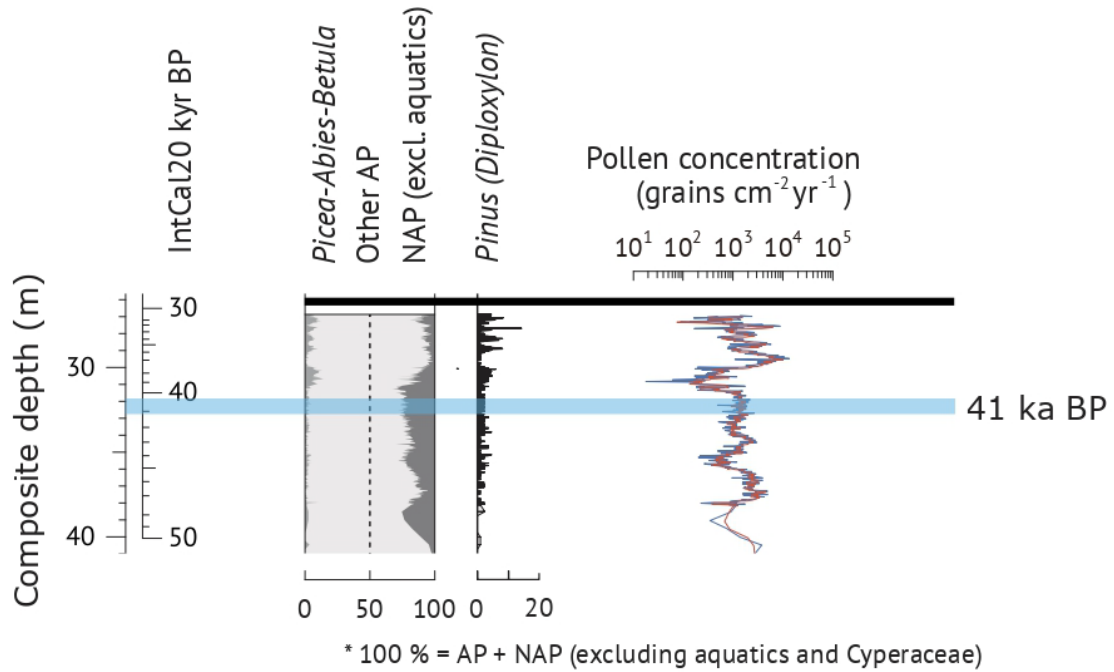 Composite depth (m)
IntCal20 kyr BP
Picea-Abies-Betula
Other AP
NAP (excl. aquatics)
Pinus (Diploxylon)
Pollen concentration
(grains cm⁻² yr⁻¹)
10¹ 10² 10³ 10⁴ 10⁵
30
30
40
41 ka BP
40
50
0 50 100 0 20
* 100 % = AP + NAP (excluding aquatics and Cyperaceae)